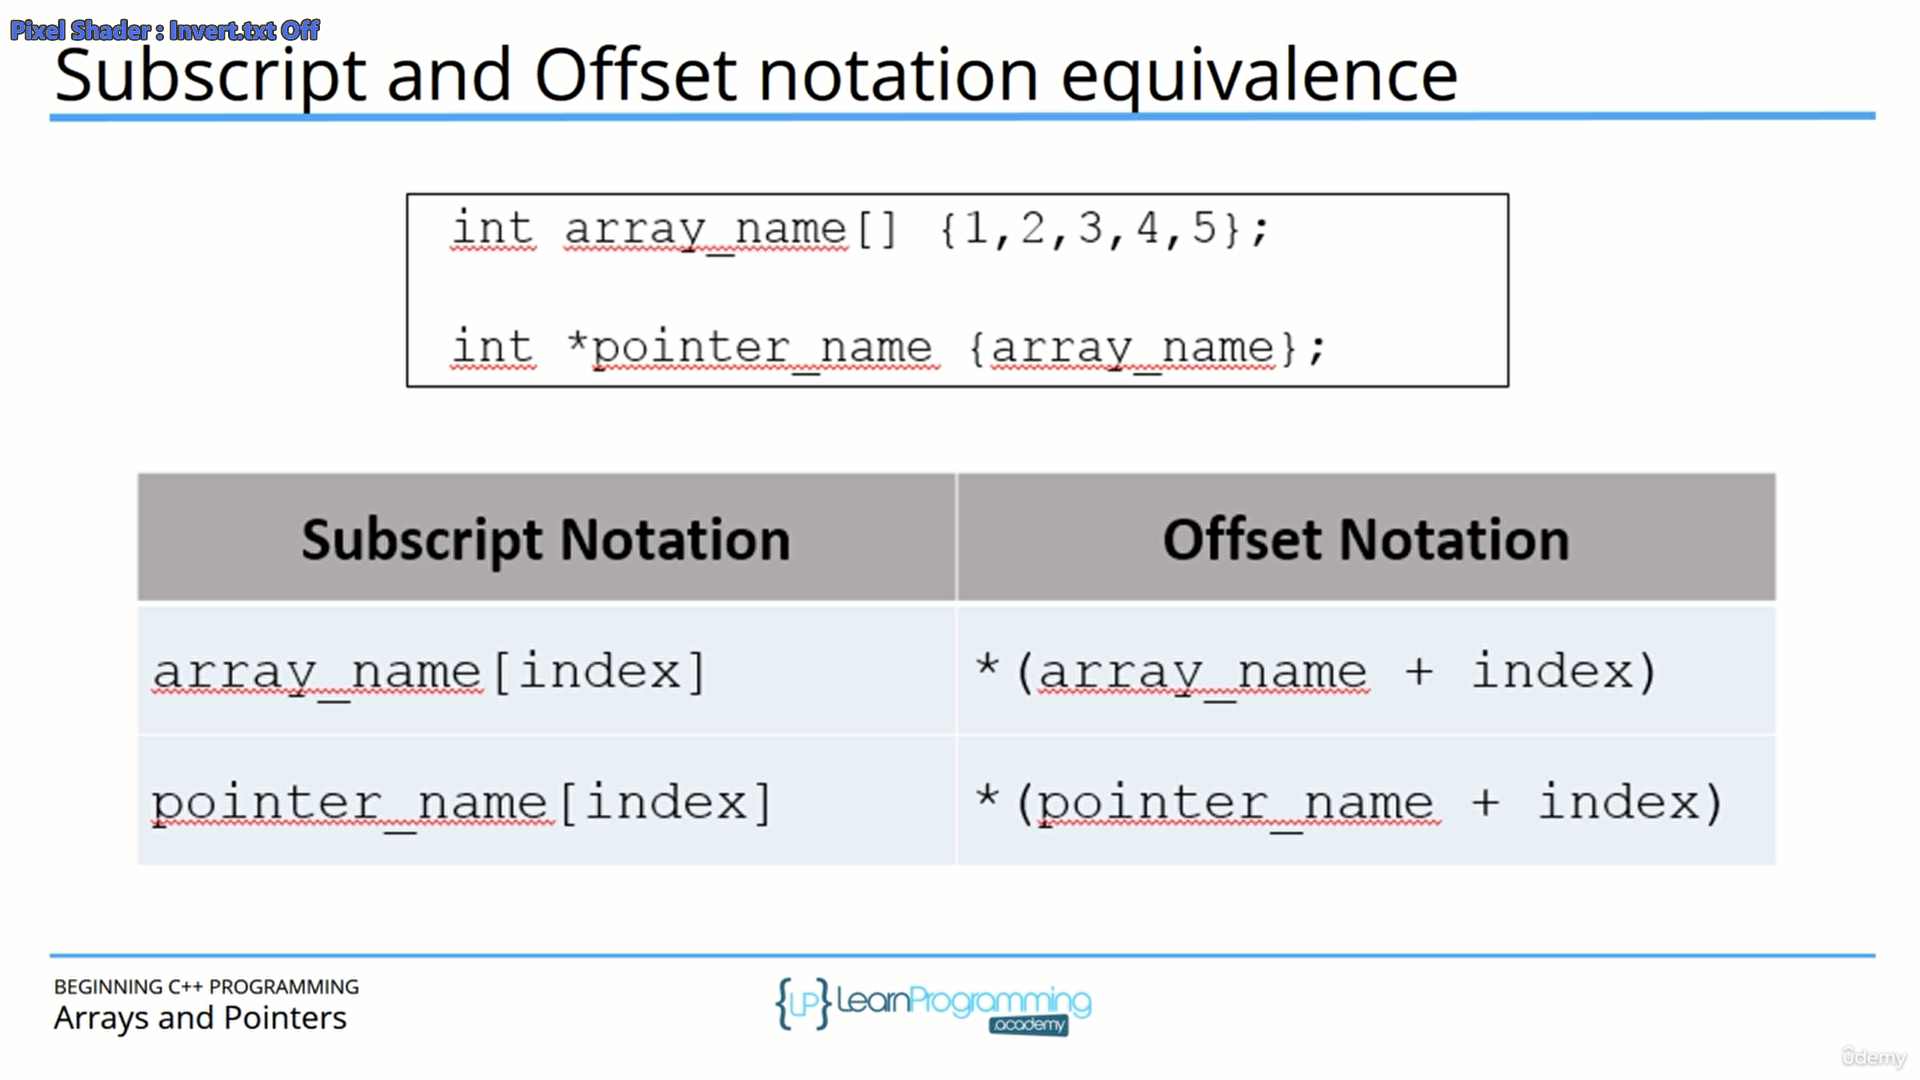 Pixel Shader : Invert.txt Off
Subscript and Offset notation equivalence
int array_name[] {1,2,3,4,5};
int *pointer_name {array_name};
Subscript Notation
Offset Notation
array_name[index]
*(array_name + index)
pointer_name[index]
*(pointer_name + index)
BEGINNING C++ PROGRAMMING
Arrays and Pointers
{LP} LearnProgramming
academy
ûdemy